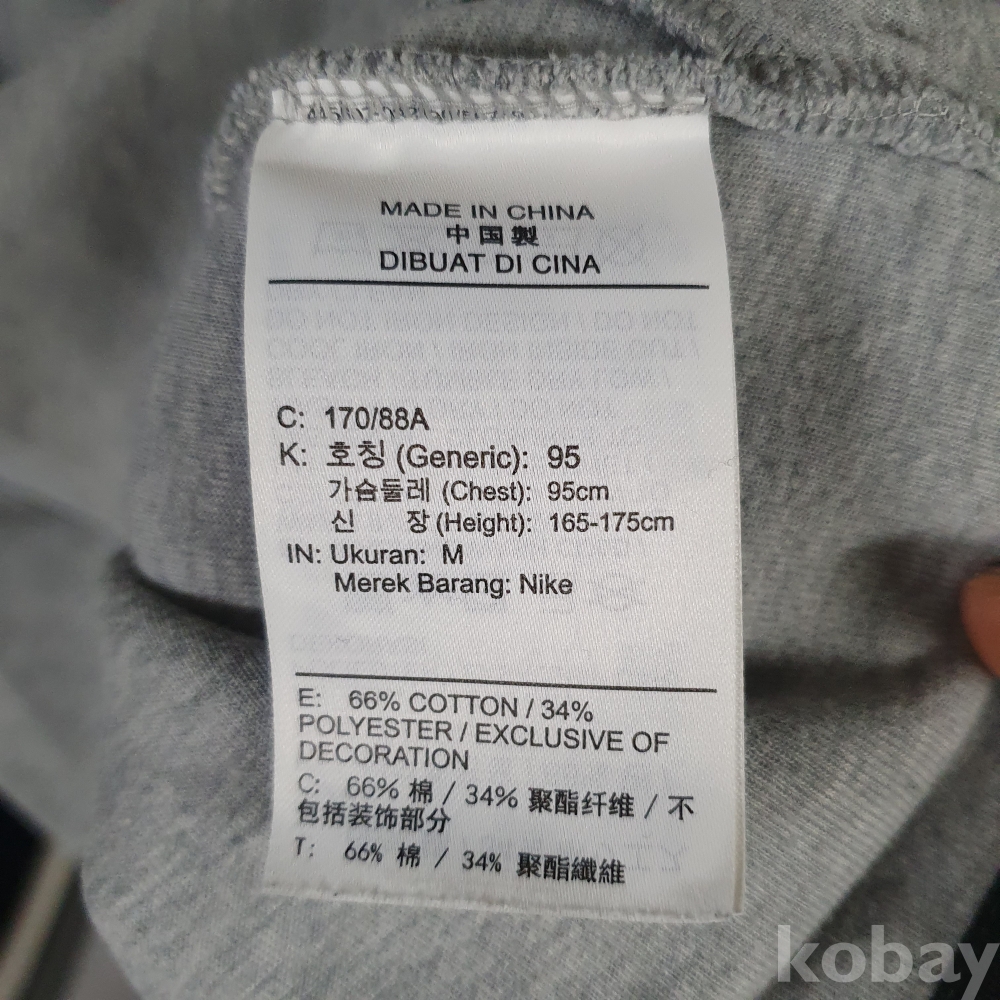 MADE IN CHINA
中国製
DIBUAT DI CINA
C: 170/88A
K: 호칭 (Generic): 95
가슴둘레 (Chest): 95cm
신 장 (Height): 165-175cm
IN: Ukuran: M
Merek Barang: Nike
E: 66% COTTON / 34%
POLYESTER / EXCLUSIVE OF
DECORATION
C: 66% 棉 / 34% 聚酯纤维 / 不
包括装饰部分
T: 66% 棉 / 34% 聚酯纖維
kobay